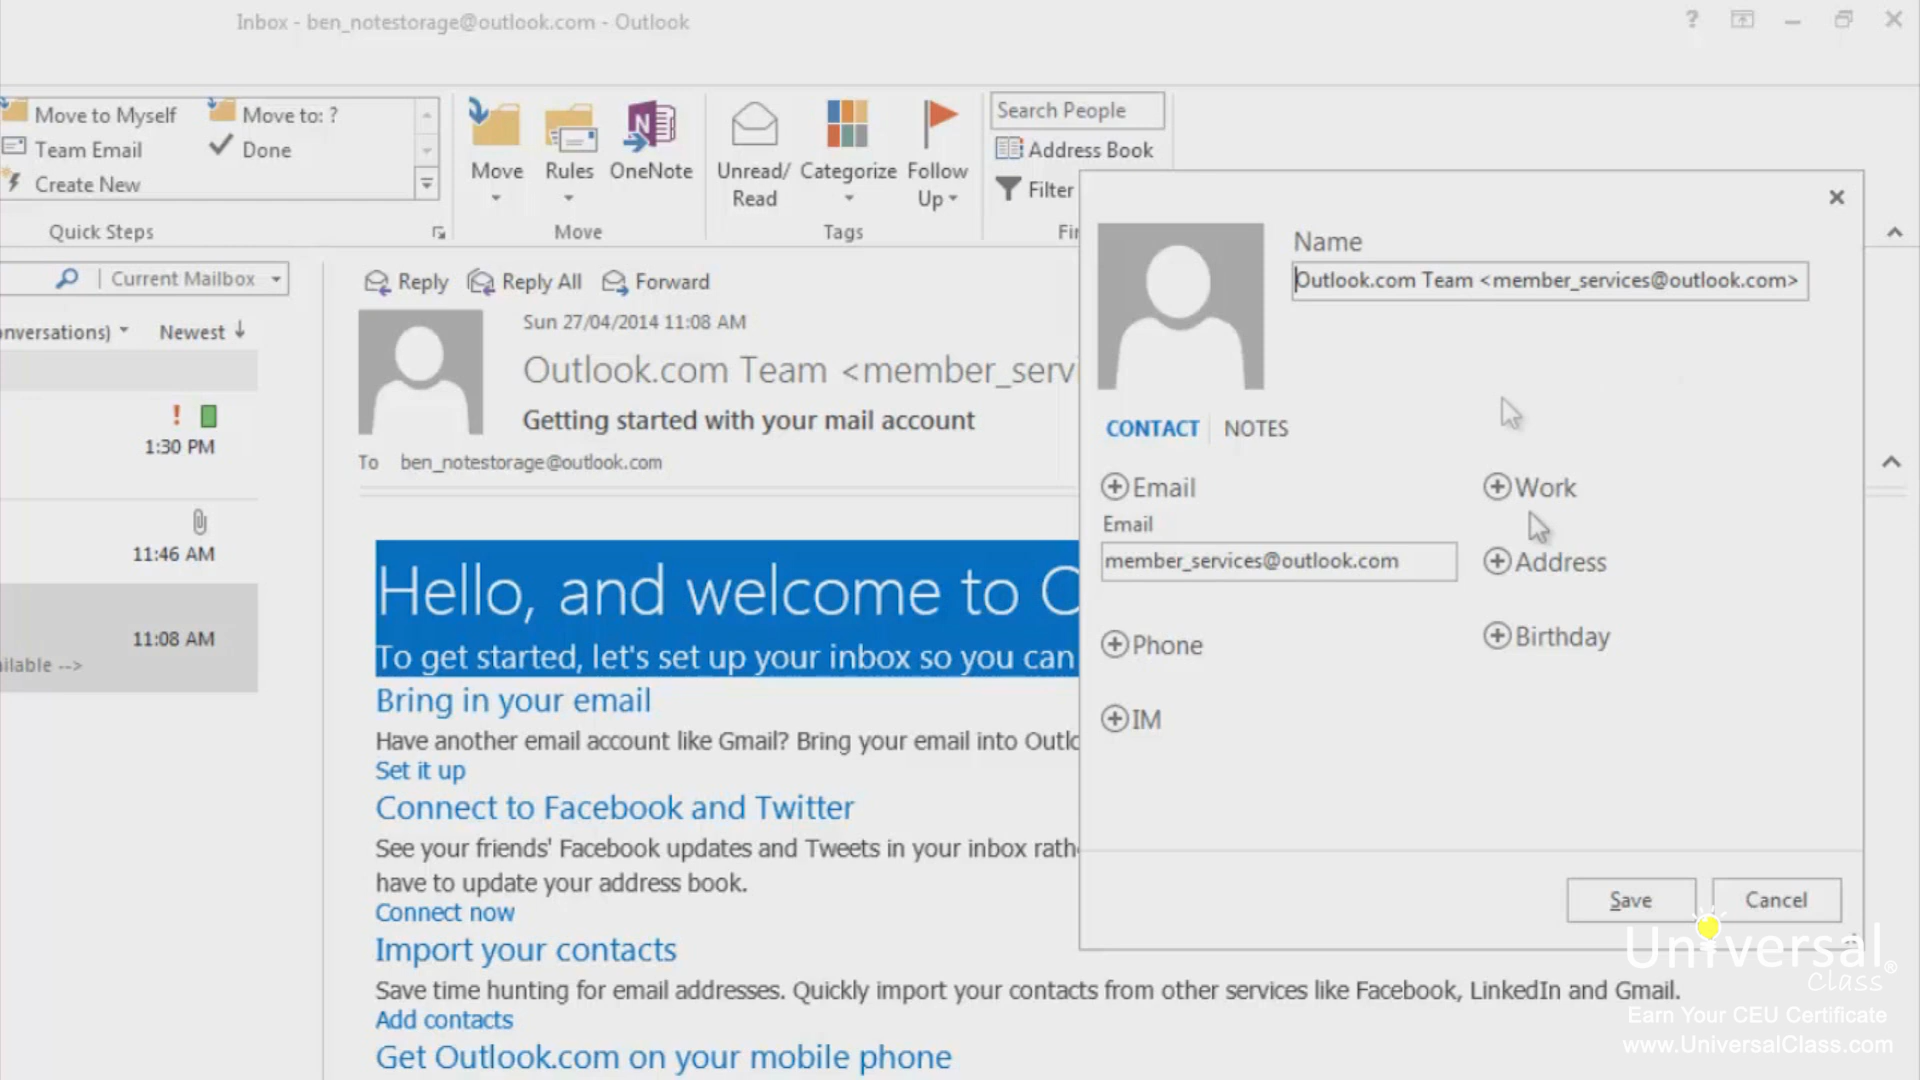 Inbox - ben_notestorage@outlook.com - Outlook
?
Move to Myself
Move to: ?
Team Email
Done
Create New
Quick Steps
Move
Rules
OneNote
Move
Unread/
Read
Categorize
Follow
Up
Tags
Search People
Address Book
Filter
Fir
Current Mailbox
onversations)
Newest
!
1:30 PM
11:46 AM
11:08 AM
ilable -->
Reply
Reply All
Forward
Sun 27/04/2014 11:08 AM
Outlook.com Team <member_servi
Getting started with your mail account
To ben_notestorage@outlook.com
Hello, and welcome to O
To get started, let's set up your inbox so you can
Bring in your email
Have another email account like Gmail? Bring your email into Outlo
Set it up
Connect to Facebook and Twitter
See your friends' Facebook updates and Tweets in your inbox rath
have to update your address book.
Connect now
Import your contacts
Save time hunting for email addresses. Quickly import your contacts from other services like Facebook, LinkedIn and Gmail.
Add contacts
Get Outlook.com on your mobile phone
Name
Outlook.com Team <member_services@outlook.com>
CONTACT
NOTES
Email
Email
member_services@outlook.com
Phone
IM
Work
Address
Birthday
Save
Cancel
Universal
Class®
Earn Your CEU Certificate
www.UniversalClass.com